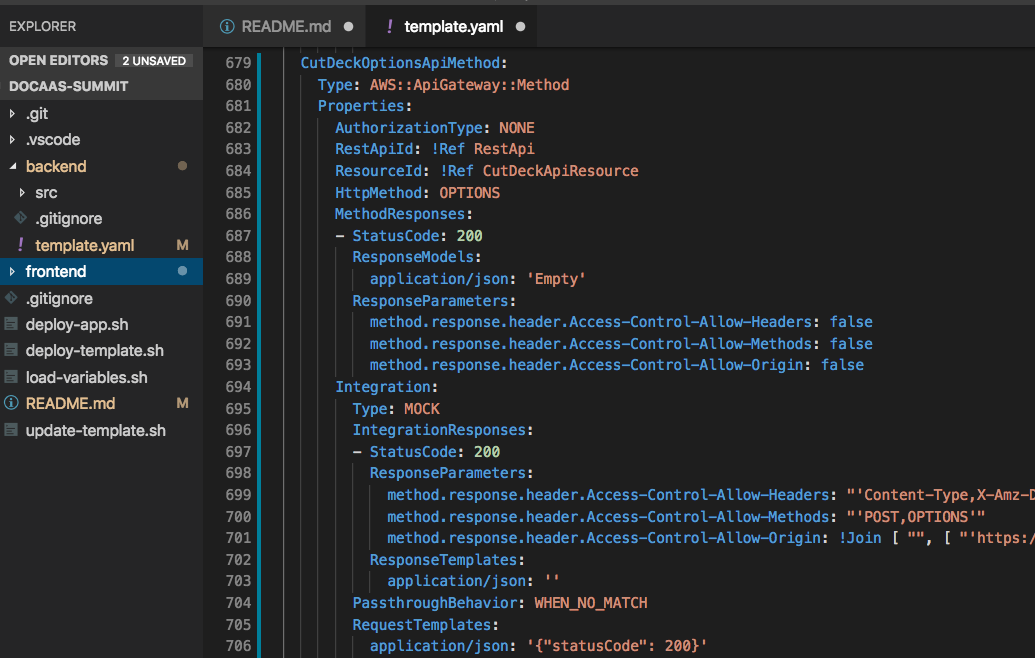 EXPLORER
OPEN EDITORS 2 UNSAVED
DOCAAS-SUMMIT
.git
.vscode
backend
src
.gitignore
! template.yaml M
frontend
.gitignore
deploy-app.sh
deploy-template.sh
load-variables.sh
README.md M
update-template.sh
README.md ! template.yaml
679 CutDeckOptionsApiMethod:
680 Type: AWS::ApiGateway::Method
681 Properties:
682 AuthorizationType: NONE
683 RestApiId: !Ref RestApi
684 ResourceId: !Ref CutDeckApiResource
685 HttpMethod: OPTIONS
686 MethodResponses:
687 - StatusCode: 200
688 ResponseModels:
689 application/json: 'Empty'
690 ResponseParameters:
691 method.response.header.Access-Control-Allow-Headers: false
692 method.response.header.Access-Control-Allow-Methods: false
693 method.response.header.Access-Control-Allow-Origin: false
694 Integration:
695 Type: MOCK
696 IntegrationResponses:
697 - StatusCode: 200
698 ResponseParameters:
699 method.response.header.Access-Control-Allow-Headers: "'Content-Type,X-Amz-D
700 method.response.header.Access-Control-Allow-Methods: "'POST,OPTIONS'"
701 method.response.header.Access-Control-Allow-Origin: !Join [ "", [ "'https:/
702 ResponseTemplates:
703 application/json: ''
704 PassthroughBehavior: WHEN_NO_MATCH
705 RequestTemplates:
706 application/json: '{"statusCode": 200}'